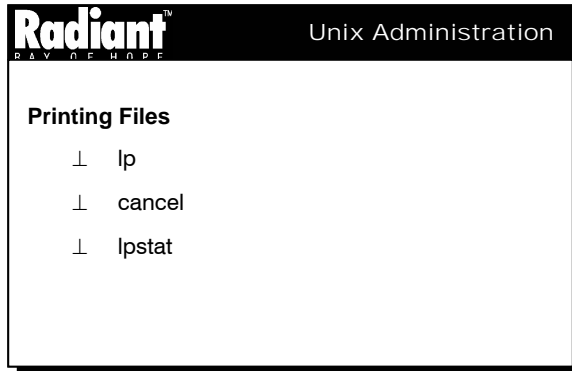 Radiant™
RAY OF HOPE
Unix Administration
Printing Files
⊥ lp
⊥ cancel
⊥ lpstat